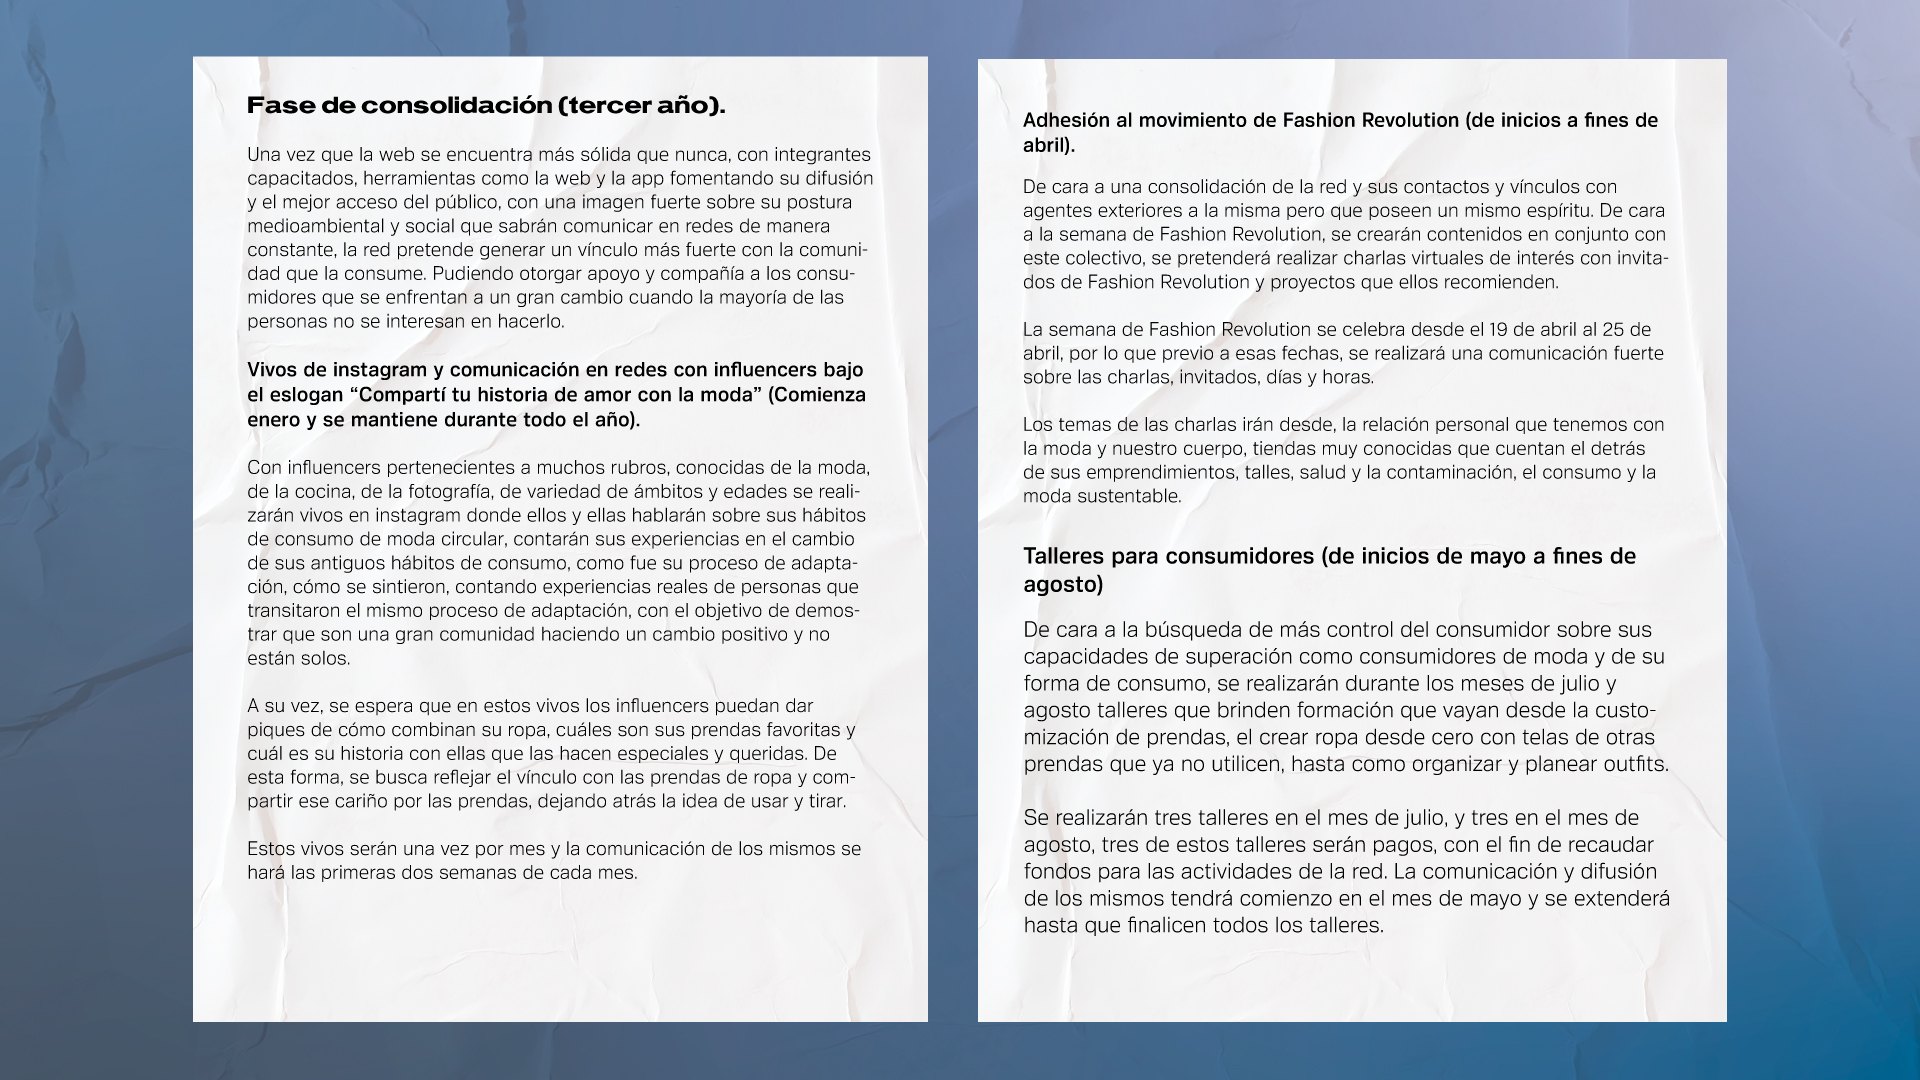 Fase de consolidación (tercer año).
Una vez que la web se encuentra más sólida que nunca, con integrantes
capacitados, herramientas como la web y la app fomentando su difusión
y el mejor acceso del público, con una imagen fuerte sobre su postura
medioambiental y social que sabrán comunicar en redes de manera
constante, la red pretende generar un vínculo más fuerte con la comuni-
dad que la consume. Pudiendo otorgar apoyo y compañía a los consu-
midores que se enfrentan a un gran cambio cuando la mayoría de las
personas no se interesan en hacerlo.
Vivos de instagram y comunicación en redes con influencers bajo
el eslogan “Compartí tu historia de amor con la moda” (Comienza
enero y se mantiene durante todo el año).
Con influencers pertenecientes a muchos rubros, conocidas de la moda,
de la cocina, de la fotografía, de variedad de ámbitos y edades se reali-
zarán vivos en instagram donde ellos y ellas hablarán sobre sus hábitos
de consumo de moda circular, contarán sus experiencias en el cambio
de sus antiguos hábitos de consumo, como fue su proceso de adapta-
ción, cómo se sintieron, contando experiencias reales de personas que
transitaron el mismo proceso de adaptación, con el objetivo de demos-
trar que son una gran comunidad haciendo un cambio positivo y no
están solos.
A su vez, se espera que en estos vivos los influencers puedan dar
piques de cómo combinan su ropa, cuáles son sus prendas favoritas y
cuál es su historia con ellas que las hacen especiales y queridas. De
esta forma, se busca reflejar el vínculo con las prendas de ropa y com-
partir ese cariño por las prendas, dejando atrás la idea de usar y tirar.
Estos vivos serán una vez por mes y la comunicación de los mismos se
hará las primeras dos semanas de cada mes.
Adhesión al movimiento de Fashion Revolution (de inicios a fines de
abril).
De cara a una consolidación de la red y sus contactos y vínculos con
agentes exteriores a la misma pero que poseen un mismo espíritu. De cara
a la semana de Fashion Revolution, se crearán contenidos en conjunto con
este colectivo, se pretenderá realizar charlas virtuales de interés con invita-
dos de Fashion Revolution y proyectos que ellos recomienden.
La semana de Fashion Revolution se celebra desde el 19 de abril al 25 de
abril, por lo que previo a esas fechas, se realizará una comunicación fuerte
sobre las charlas, invitados, días y horas.
Los temas de las charlas irán desde, la relación personal que tenemos con
la moda y nuestro cuerpo, tiendas muy conocidas que cuentan el detrás
de sus emprendimientos, talles, salud y la contaminación, el consumo y la
moda sustentable.
Talleres para consumidores (de inicios de mayo a fines de
agosto)
De cara a la búsqueda de más control del consumidor sobre sus
capacidades de superación como consumidores de moda y de su
forma de consumo, se realizarán durante los meses de julio y
agosto talleres que brinden formación que vayan desde la custo-
mización de prendas, el crear ropa desde cero con telas de otras
prendas que ya no utilicen, hasta como organizar y planear outfits.
Se realizarán tres talleres en el mes de julio, y tres en el mes de
agosto, tres de estos talleres serán pagos, con el fin de recaudar
fondos para las actividades de la red. La comunicación y difusión
de los mismos tendrá comienzo en el mes de mayo y se extenderá
hasta que finalicen todos los talleres.